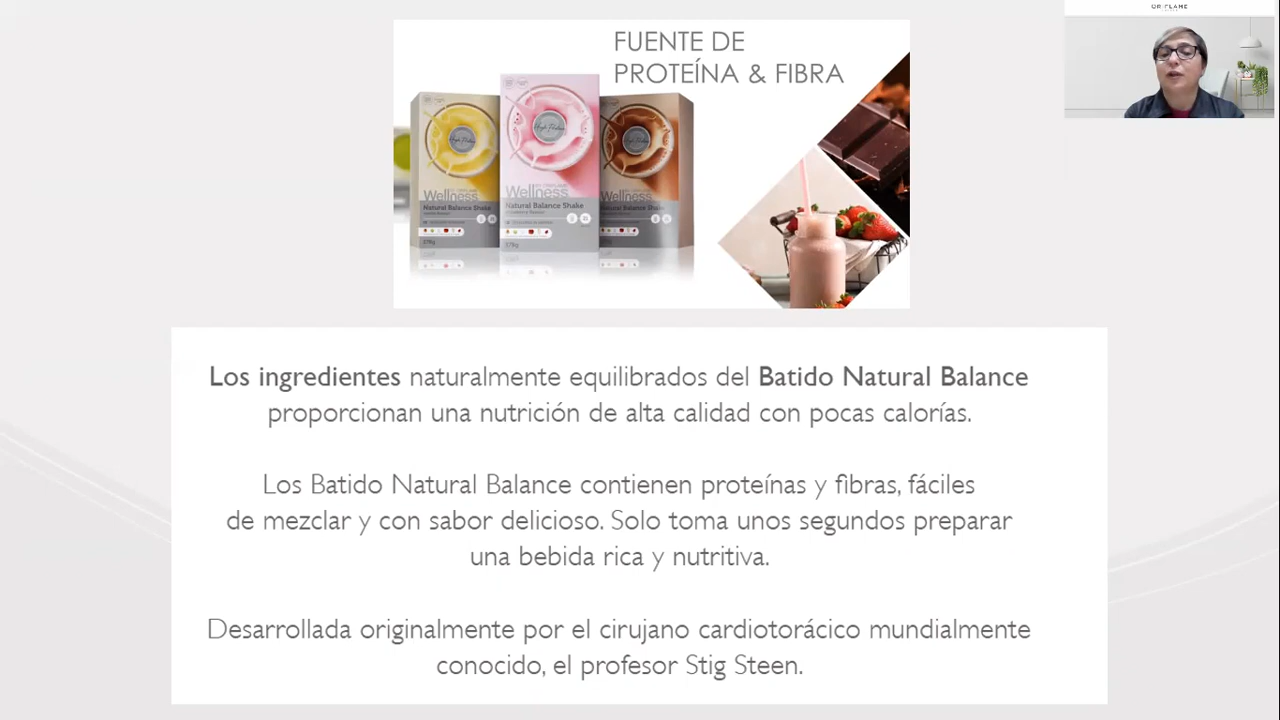 ORIFLAME
FUENTE DE
PROTEÍNA & FIBRA
Wellness
Natural Balance Shake
BY ORIFLAME
Wellness
Natural Balance Shake
Natural Balance Shake
Los ingredientes naturalmente equilibrados del Batido Natural Balance
proporcionan una nutrición de alta calidad con pocas calorías.
Los Batido Natural Balance contienen proteínas y fibras, fáciles
de mezclar y con sabor delicioso. Solo toma unos segundos preparar
una bebida rica y nutritiva.
Desarrollada originalmente por el cirujano cardiotorácico mundialmente
conocido, el profesor Stig Steen.